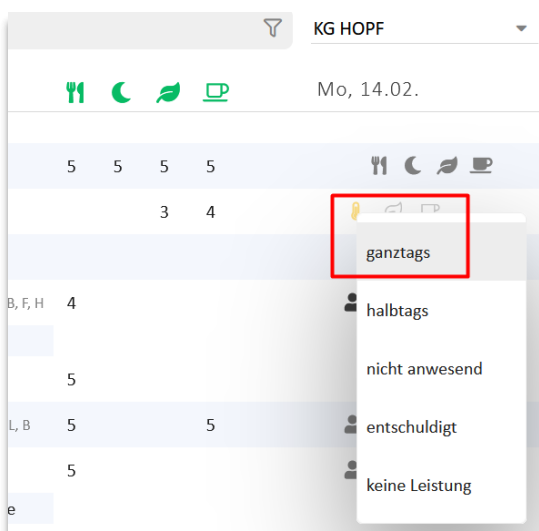 KG HOPF
Mo, 14.02.
5 5 5 5
3 4
ganztags
B, F, H 4
halbtags
nicht anwesend
5
L, B 5 5
entschuldigt
5
keine Leistung
e